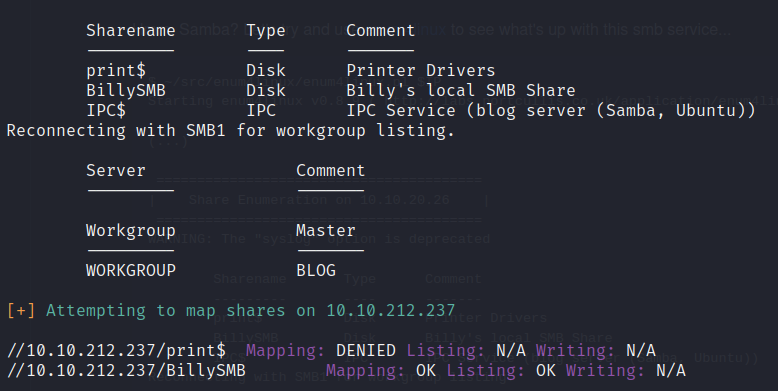 Sharename Type Comment
--------- ---- -------
print$ Disk Printer Drivers
BillySMB Disk Billy's local SMB Share
IPC$ IPC IPC Service (blog server (Samba, Ubuntu))
Reconnecting with SMB1 for workgroup listing.
Server Comment
--------- -------
Workgroup Master
--------- -------
WORKGROUP BLOG
[+] Attempting to map shares on 10.10.212.237
//10.10.212.237/print$ Mapping: DENIED Listing: N/A Writing: N/A
//10.10.212.237/BillySMB Mapping: OK Listing: OK Writing: N/A